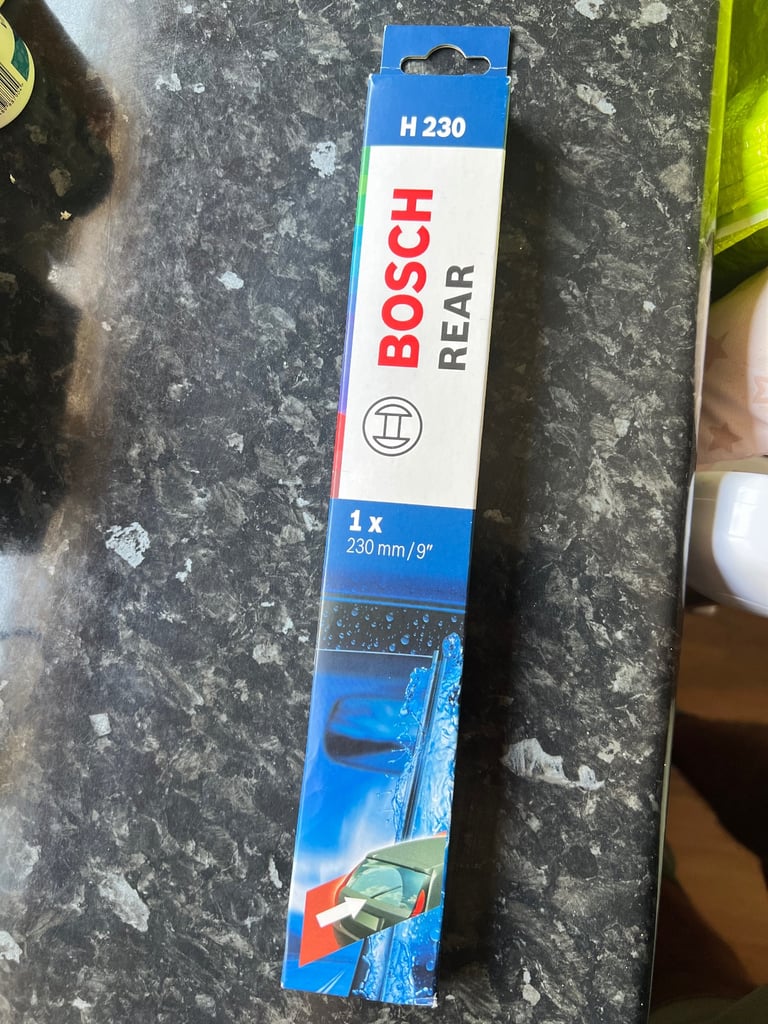 H 230
BOSCH
REAR
1 x
230 mm/9"